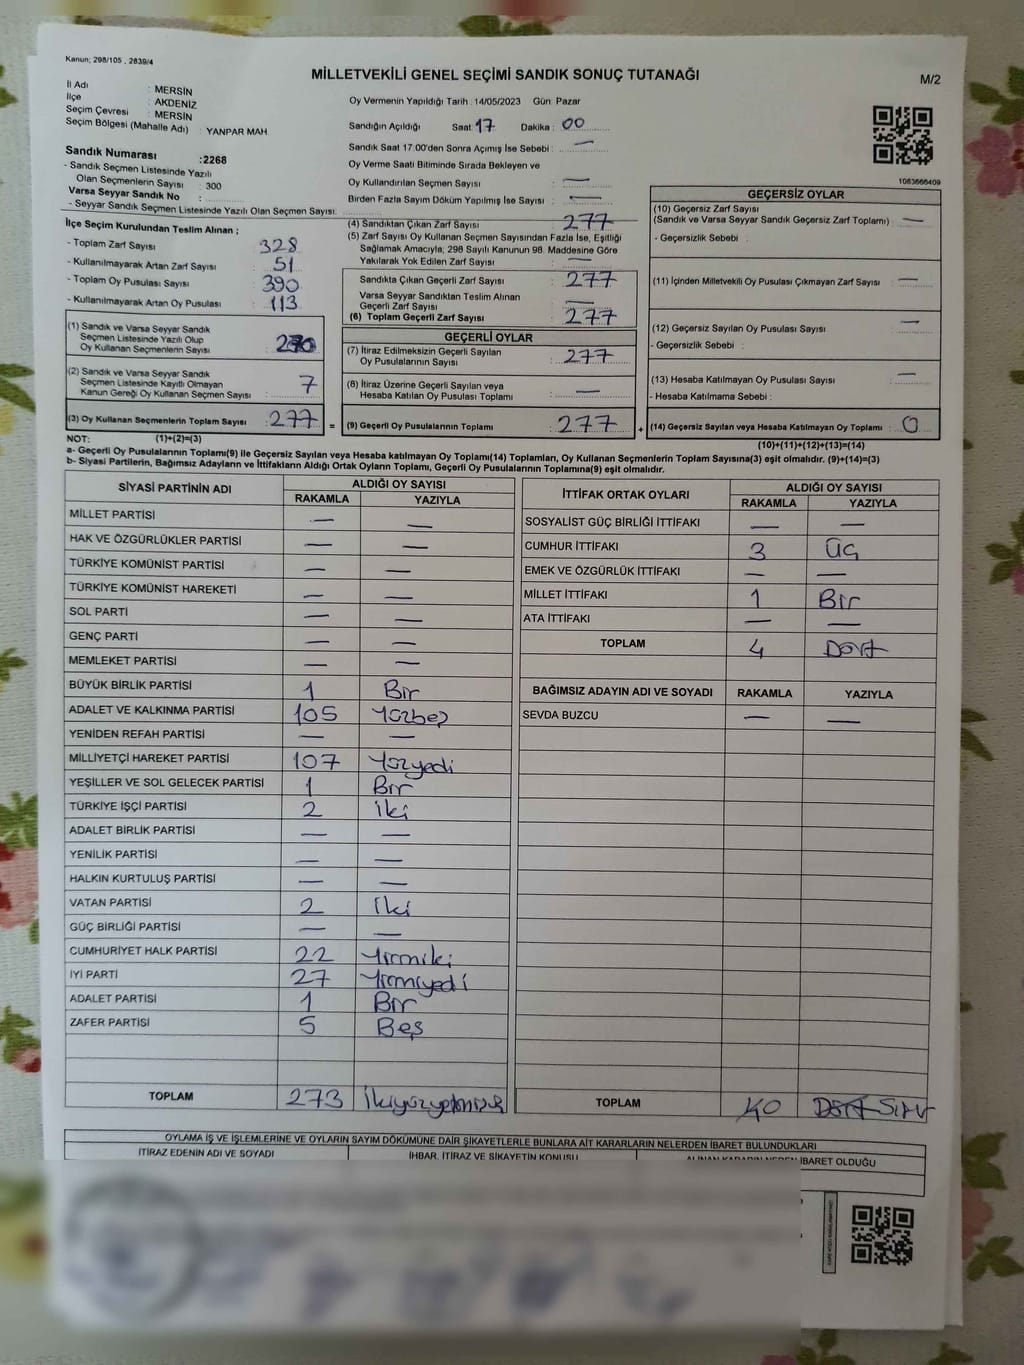 Kanun; 298/105 , 2839/4
MİLLETVEKİLİ GENEL SEÇİMİ SANDIK SONUÇ TUTANAĞI
M/2
İl Adı : MERSİN
İlçe : AKDENİZ
Seçim Çevresi : MERSİN
Seçim Bölgesi (Mahalle Adı) : YANPAR MAH
Sandık Numarası :2268
- Sandık Seçmen Listesinde Yazılı
Olan Seçmenlerin Sayısı : 300
Varsa Seyyar Sandık No :
- Seyyar Sandık Seçmen Listesinde Yazılı Olan Seçmen Sayısı:
İlçe Seçim Kurulundan Teslim Alınan ;
- Toplam Zarf Sayısı 328
- Kullanılmayarak Artan Zarf Sayısı 51
- Toplam Oy Pusulası Sayısı 390
- Kullanılmayarak Artan Oy Pusulası 113
(1) Sandık ve Varsa Seyyar Sandık
Seçmen Listesinde Yazılı Olup
Oy Kullanan Seçmenlerin Sayısı : 270
(2) Sandık ve Varsa Seyyar Sandık
Seçmen Listesinde Kayıtlı Olmayan
Kanun Gereği Oy Kullanan Seçmen Sayısı : 7
(3) Oy Kullanan Seçmenlerin Toplam Sayısı : 277 =
Oy Vermenin Yapıldığı Tarih : 14/05/2023 Gün: Pazar
Sandığın Açıldığı Saat: 17 Dakika : 00
Sandık Saat 17:00'den Sonra Açılmış İse Sebebi : —
Oy Verme Saati Bitiminde Sırada Bekleyen ve
Oy Kullandırılan Seçmen Sayısı : —
Birden Fazla Sayım Döküm Yapılmış İse Sayısı : —
(4) Sandıktan Çıkan Zarf Sayısı : 277
(5) Zarf Sayısı Oy Kullanan Seçmen Sayısından Fazla İse, Eşitliği
Sağlamak Amacıyla, 298 Sayılı Kanunun 98. Maddesine Göre
Yakılarak Yok Edilen Zarf Sayısı : —
Sandıkta Çıkan Geçerli Zarf Sayısı : 277
Varsa Seyyar Sandıktan Teslim Alınan
Geçerli Zarf Sayısı : —
(6) Toplam Geçerli Zarf Sayısı : 277
GEÇERLİ OYLAR
(7) İtiraz Edilmeksizin Geçerli Sayılan
Oy Pusulalarının Sayısı : 277
(8) İtiraz Üzerine Geçerli Sayılan veya
Hesaba Katılan Oy Pusulası Toplamı : —
(9) Geçerli Oy Pusulalarının Toplamı : 277 +
1083666409
GEÇERSİZ OYLAR
(10) Geçersiz Zarf Sayısı
(Sandık ve Varsa Seyyar Sandık Geçersiz Zarf Toplamı) : —
- Geçersizlik Sebebi :
(11) İçinden Milletvekili Oy Pusulası Çıkmayan Zarf Sayısı : —
(12) Geçersiz Sayılan Oy Pusulası Sayısı : —
- Geçersizlik Sebebi :
(13) Hesaba Katılmayan Oy Pusulası Sayısı : —
- Hesaba Katılmama Sebebi :
(14) Geçersiz Sayılan veya Hesaba Katılmayan Oy Toplamı : 0
NOT: (1)+(2)=(3) (10)+(11)+(12)+(13)=(14)
a- Geçerli Oy Pusulalarının Toplamı(9) ile Geçersiz Sayılan veya Hesaba katılmayan Oy Toplamı(14) Toplamları, Oy Kullanan Seçmenlerin Toplam Sayısına(3) eşit olmalıdır. (9)+(14)=(3)
b- Siyasi Partilerin, Bağımsız Adayların ve İttifakların Aldığı Ortak Oyların Toplamı, Geçerli Oy Pusulalarının Toplamına(9) eşit olmalıdır.
SİYASİ PARTİNİN ADI ALDIĞI OY SAYISI
RAKAMLA YAZIYLA
MİLLET PARTİSİ — —
HAK VE ÖZGÜRLÜKLER PARTİSİ — —
TÜRKİYE KOMÜNİST PARTİSİ — —
TÜRKİYE KOMÜNİST HAREKETİ — —
SOL PARTİ — —
GENÇ PARTİ — —
MEMLEKET PARTİSİ — —
BÜYÜK BİRLİK PARTİSİ 1 Bir
ADALET VE KALKINMA PARTİSİ 105 Yüzbeş
YENİDEN REFAH PARTİSİ — —
MİLLİYETÇİ HAREKET PARTİSİ 107 Yüzyedi
YEŞİLLER VE SOL GELECEK PARTİSİ 1 Bir
TÜRKİYE İŞÇİ PARTİSİ 2 İki
ADALET BİRLİK PARTİSİ — —
YENİLİK PARTİSİ — —
HALKIN KURTULUŞ PARTİSİ — —
VATAN PARTİSİ 2 İki
GÜÇ BİRLİĞİ PARTİSİ — —
CUMHURİYET HALK PARTİSİ 22 Yirmiiki
İYİ PARTİ 27 Yirmiyedi
ADALET PARTİSİ 1 Bir
ZAFER PARTİSİ 5 Beş
TOPLAM 273 İkiyüzyetmişüç
İTTİFAK ORTAK OYLARI ALDIĞI OY SAYISI
RAKAMLA YAZIYLA
SOSYALİST GÜÇ BİRLİĞİ İTTİFAKI — —
CUMHUR İTTİFAKI 3 Üç
EMEK VE ÖZGÜRLÜK İTTİFAKI — —
MİLLET İTTİFAKI 1 Bir
ATA İTTİFAKI — —
TOPLAM 4 Dört
BAĞIMSIZ ADAYIN ADI VE SOYADI RAKAMLA YAZIYLA
SEVDA BUZCU — —
TOPLAM
OYLAMA İŞ VE İŞLEMLERİNE VE OYLARIN SAYIM DÖKÜMÜNE DAİR ŞİKAYETLERLE BUNLARA AİT KARARLARIN NELERDEN İBARET BULUNDUKLARI
İTİRAZ EDENİN ADI VE SOYADI İHBAR, İTİRAZ VE ŞİKAYETİN KONUSU ALINAN KARARIN NEDEN İBARET OLDUĞU